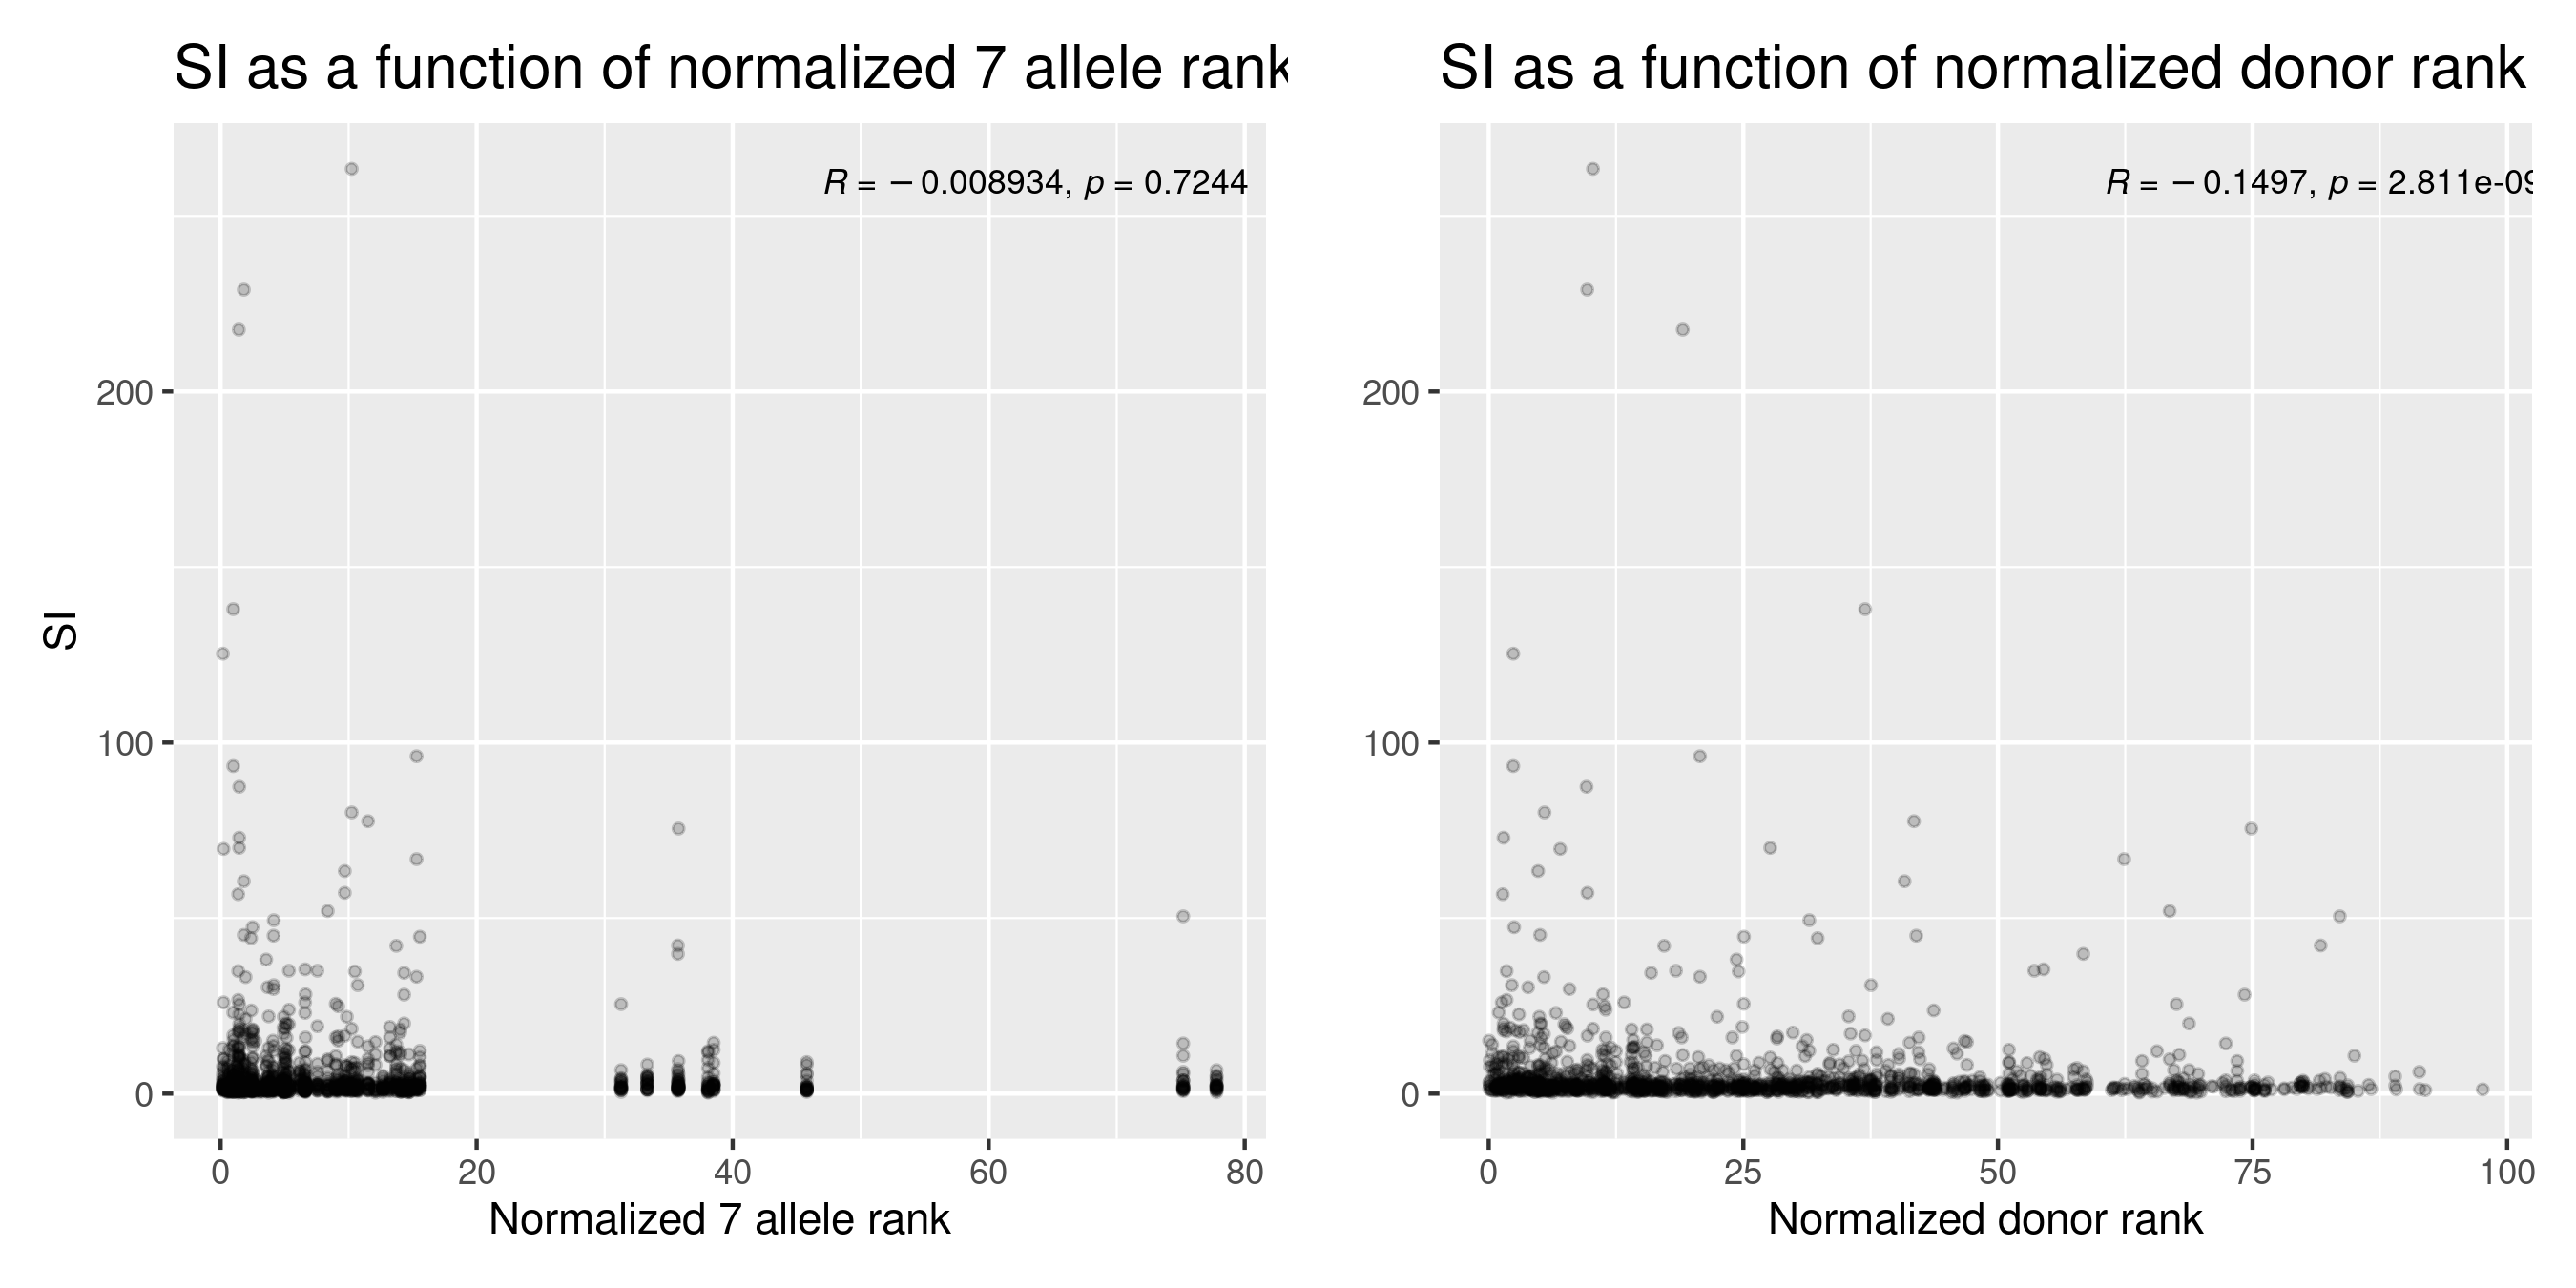 SI as a function of normalized 7 allele rank
R = −0.008934, p = 0.7244
SI
200
100
0
0 20 40 60 80
Normalized 7 allele rank
SI as a function of normalized donor rank
R = −0.1497, p = 2.811e-09
200
100
0
0 25 50 75 100
Normalized donor rank